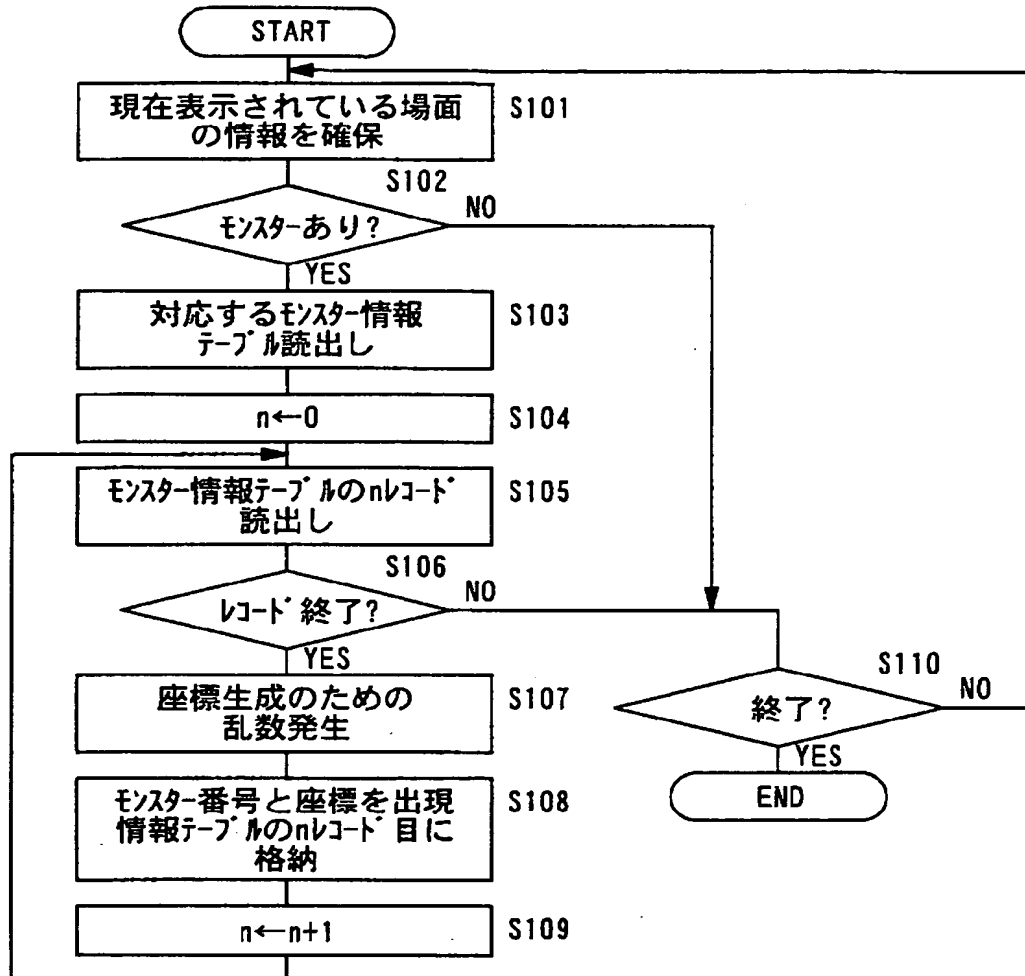 START
現在表示されている場面
の情報を確保
S101
S102
モンスターあり?
NO
YES
対応するモンスター情報
テーブル読出し
S103
n←0
S104
モンスター情報テーブルのnレコード
読出し
S105
S106
レコード終了?
NO
YES
座標生成のための
乱数発生
S107
S110
終了?
NO
YES
モンスター番号と座標を出現
情報テーブルのnレコード目に
格納
S108
END
n←n+1
S109